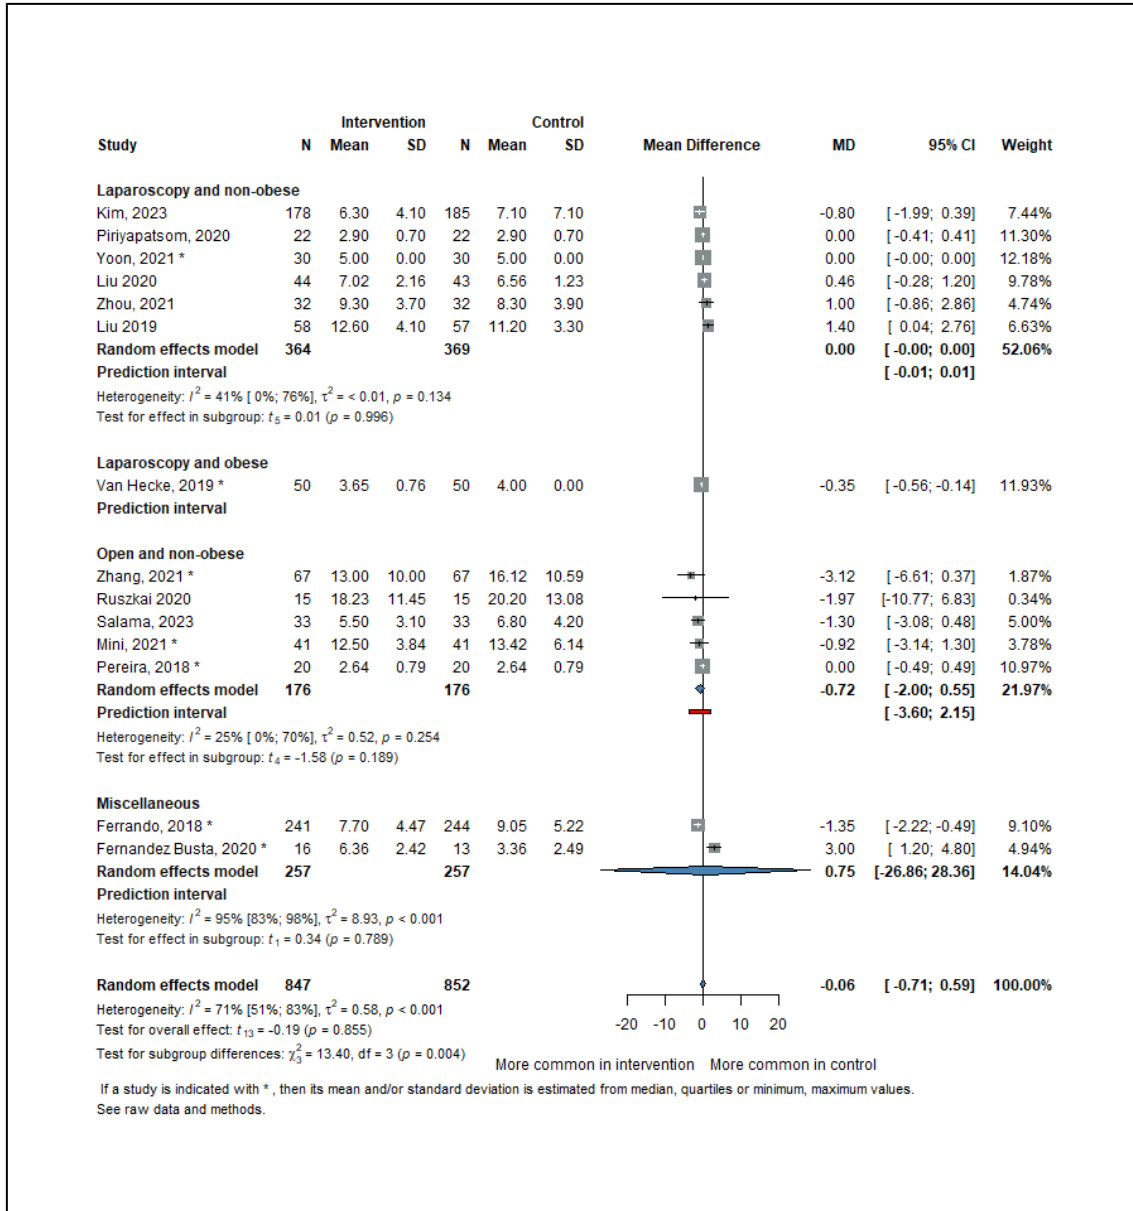 Intervention Control
Study N Mean SD N Mean SD Mean Difference MD 95% CI Weight
Laparoscopy and non-obese
Kim, 2023 178 6.30 4.10 185 7.10 7.10 -0.80 [ -1.99; 0.39] 7.44%
Piriyapatsom, 2020 22 2.90 0.70 22 2.90 0.70 0.00 [ -0.41; 0.41] 11.30%
Yoon, 2021 * 30 5.00 0.00 30 5.00 0.00 0.00 [ -0.00; 0.00] 12.18%
Liu 2020 44 7.02 2.16 43 6.56 1.23 0.46 [ -0.28; 1.20] 9.78%
Zhou, 2021 32 9.30 3.70 32 8.30 3.90 1.00 [ -0.86; 2.86] 4.74%
Liu 2019 58 12.60 4.10 57 11.20 3.30 1.40 [ 0.04; 2.76] 6.63%
Random effects model 364 369 0.00 [ -0.00; 0.00] 52.06%
Prediction interval [ -0.01; 0.01]
Heterogeneity: I² = 41% [ 0%; 76%], τ² = < 0.01, p = 0.134
Test for effect in subgroup: t₅ = 0.01 (p = 0.996)
Laparoscopy and obese
Van Hecke, 2019 * 50 3.65 0.76 50 4.00 0.00 -0.35 [ -0.56; -0.14] 11.93%
Prediction interval
Open and non-obese
Zhang, 2021 * 67 13.00 10.00 67 16.12 10.59 -3.12 [ -6.61; 0.37] 1.87%
Ruszkai 2020 15 18.23 11.45 15 20.20 13.08 -1.97 [-10.77; 6.83] 0.34%
Salama, 2023 33 5.50 3.10 33 6.80 4.20 -1.30 [ -3.08; 0.48] 5.00%
Mini, 2021 * 41 12.50 3.84 41 13.42 6.14 -0.92 [ -3.14; 1.30] 3.78%
Pereira, 2018 * 20 2.64 0.79 20 2.64 0.79 0.00 [ -0.49; 0.49] 10.97%
Random effects model 176 176 -0.72 [ -2.00; 0.55] 21.97%
Prediction interval [ -3.60; 2.15]
Heterogeneity: I² = 25% [ 0%; 70%], τ² = 0.52, p = 0.254
Test for effect in subgroup: t₄ = -1.58 (p = 0.189)
Miscellaneous
Ferrando, 2018 * 241 7.70 4.47 244 9.05 5.22 -1.35 [ -2.22; -0.49] 9.10%
Fernandez Busta, 2020 * 16 6.36 2.42 13 3.36 2.49 3.00 [ 1.20; 4.80] 4.94%
Random effects model 257 257 0.75 [-26.86; 28.36] 14.04%
Prediction interval
Heterogeneity: I² = 95% [83%; 98%], τ² = 8.93, p < 0.001
Test for effect in subgroup: t₁ = 0.34 (p = 0.789)
Random effects model 847 852 -0.06 [ -0.71; 0.59] 100.00%
Heterogeneity: I² = 71% [51%; 83%], τ² = 0.58, p < 0.001
Test for overall effect: t₁₃ = -0.19 (p = 0.855)
-20 -10 0 10 20
Test for subgroup differences: χ²₃ = 13.40, df = 3 (p = 0.004)
More common in intervention More common in control
If a study is indicated with * , then its mean and/or standard deviation is estimated from median, quartiles or minimum, maximum values.
See raw data and methods.